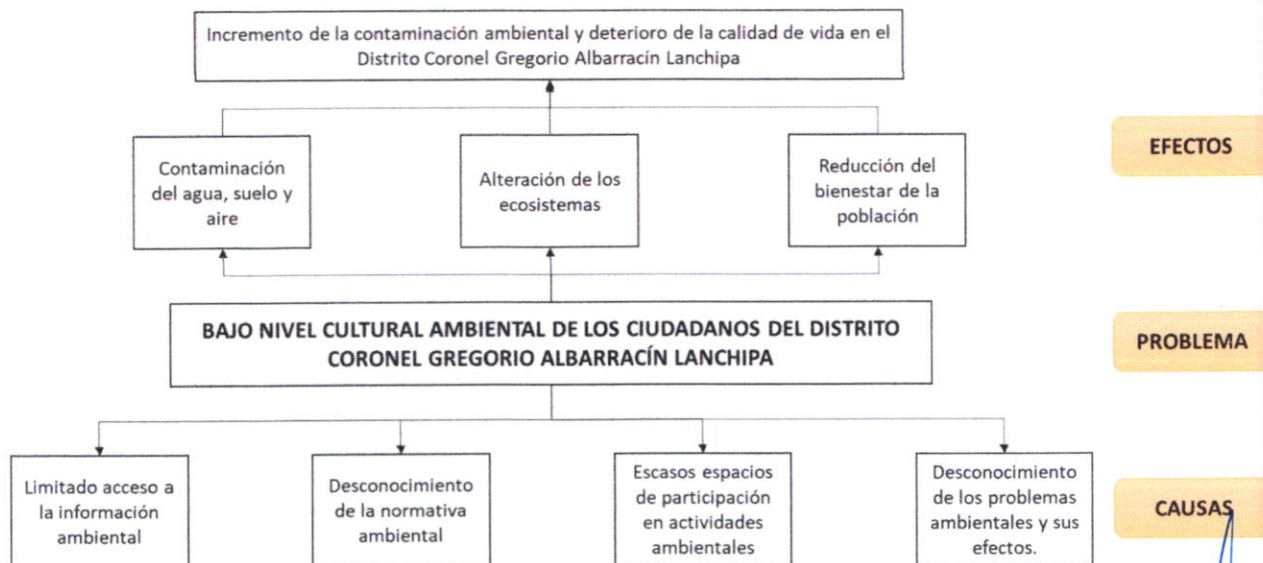 Incremento de la contaminación ambiental y deterioro de la calidad de vida en el
Distrito Coronel Gregorio Albarracín Lanchipa
Contaminación
del agua, suelo y
aire
Alteración de los
ecosistemas
Reducción del
bienestar de la
población
EFECTOS
BAJO NIVEL CULTURAL AMBIENTAL DE LOS CIUDADANOS DEL DISTRITO
CORONEL GREGORIO ALBARRACÍN LANCHIPA
PROBLEMA
Limitado acceso a
la información
ambiental
Desconocimiento
de la normativa
ambiental
Escasos espacios
de participación
en actividades
ambientales
Desconocimiento
de los problemas
ambientales y sus
efectos.
CAUSAS